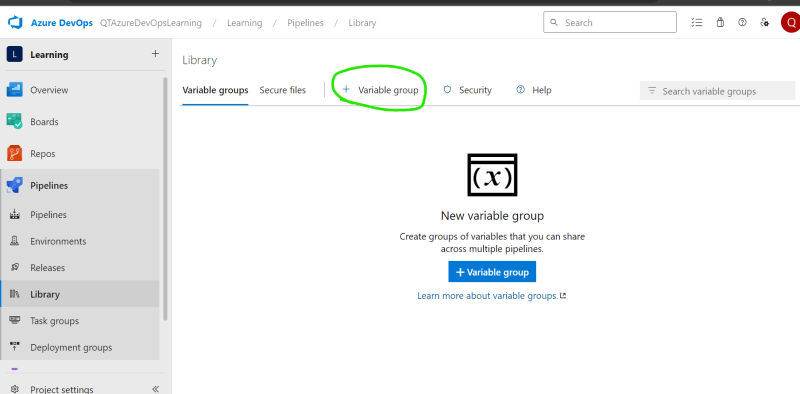 Azure DevOps QTAzureDevOpsLearning / Learning / Pipelines / Library Search Q
L Learning +
Overview
Boards
Repos
Pipelines
Pipelines
Environments
Releases
Library
Task groups
Deployment groups
Project settings
Library
Variable groups Secure files + Variable group Security Help Search variable groups
(x)
New variable group
Create groups of variables that you can share
across multiple pipelines.
+ Variable group
Learn more about variable groups.